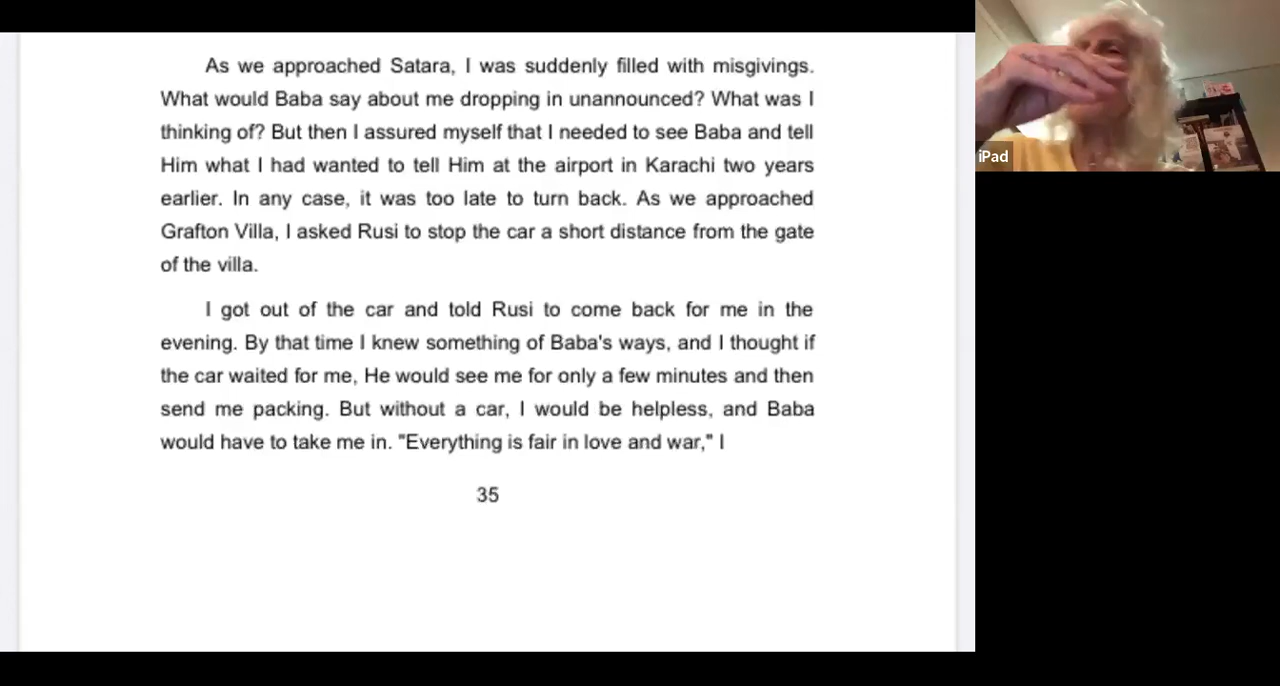 As we approached Satara, I was suddenly filled with misgivings.
What would Baba say about me dropping in unannounced? What was I
thinking of? But then I assured myself that I needed to see Baba and tell
Him what I had wanted to tell Him at the airport in Karachi two years
earlier. In any case, it was too late to turn back. As we approached
Grafton Villa, I asked Rusi to stop the car a short distance from the gate
of the villa.
I got out of the car and told Rusi to come back for me in the
evening. By that time I knew something of Baba's ways, and I thought if
the car waited for me, He would see me for only a few minutes and then
send me packing. But without a car, I would be helpless, and Baba
would have to take me in. "Everything is fair in love and war," I
35
iPad